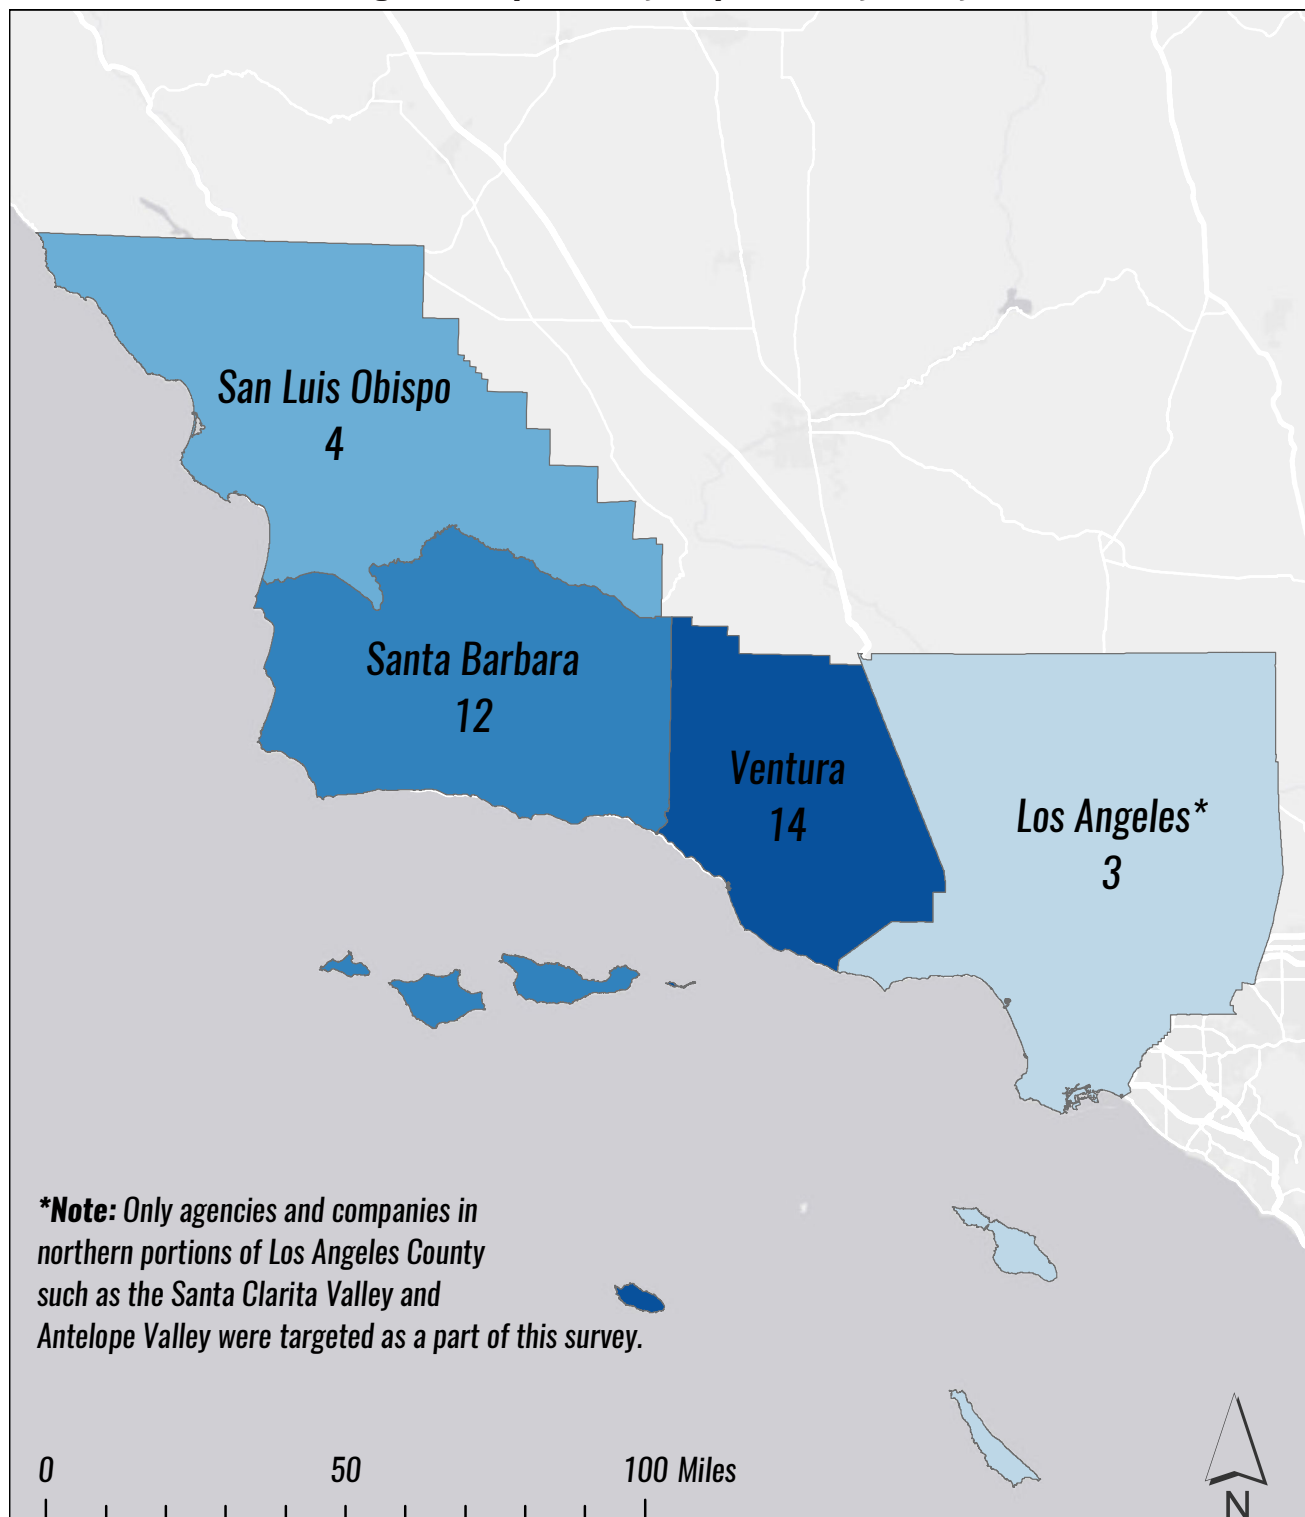 San Luis Obispo
4
Santa Barbara
12
Ventura
14
Los Angeles*
3
*Note: Only agencies and companies in
northern portions of Los Angeles County
such as the Santa Clarita Valley and
Antelope Valley were targeted as a part of this survey.
0 50 100 Miles
N